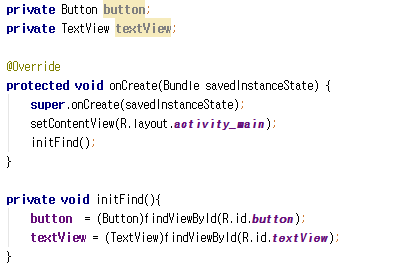 private Button button;
private TextView textView;
@Override
protected void onCreate(Bundle savedInstanceState) {
super.onCreate(savedInstanceState);
setContentView(R.layout.activity_main);
initFind();
}
private void initFind(){
button  = (Button)findViewById(R.id.button);
textView = (TextView)findViewById(R.id.textView);
}